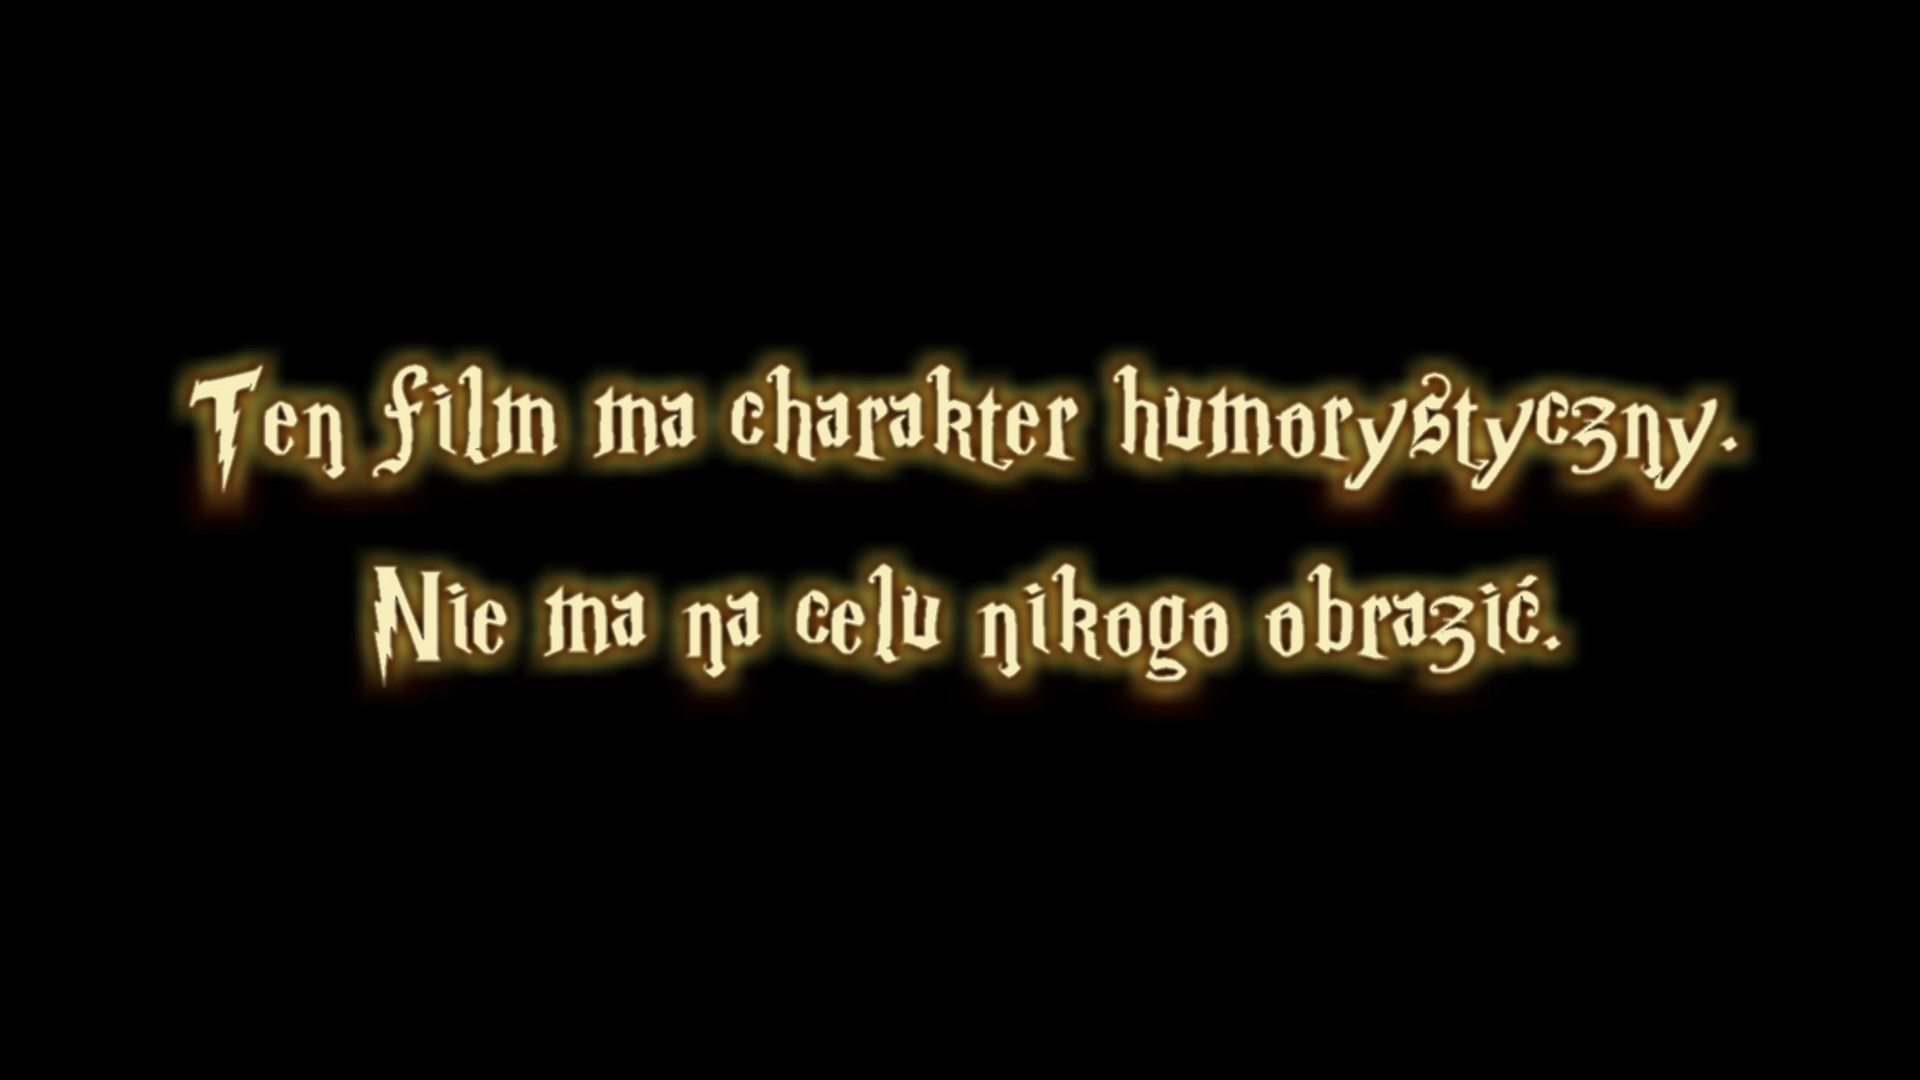 Ten film ma charakter humorystyczny.
Nie ma na celu nikogo obrazić.